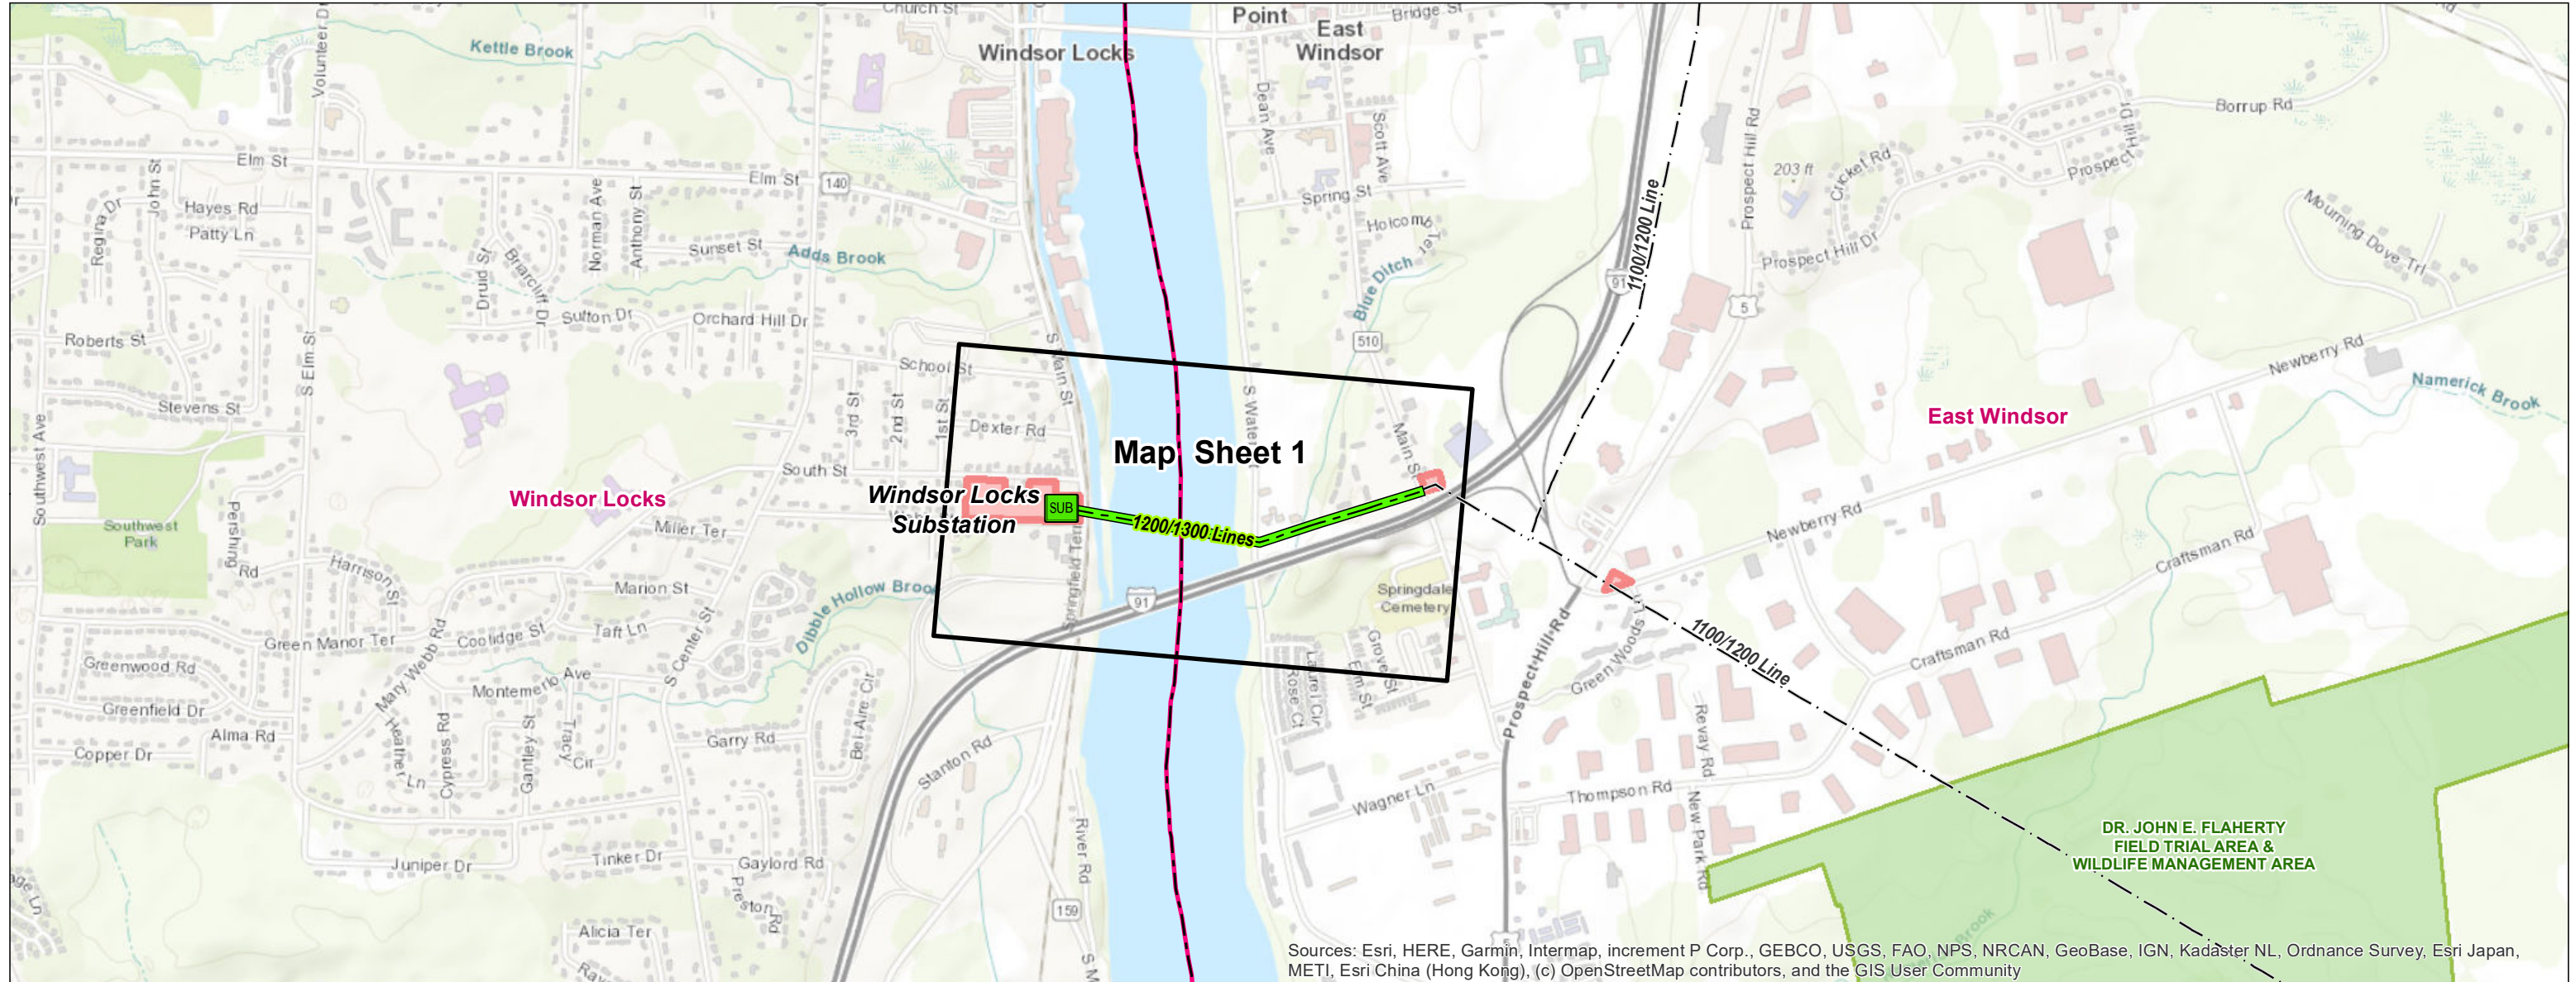 Church St
Point
East
Windsor
Bridge St
Kettle Brook
Windsor Locks
Volunteer Dr
Dean Ave
Scott Ave
Prospect Hill Rd
Hill Dr
Borrup Rd
Elm St
John St
Elm St
140
203 ft
Cricket Rd
Prospect
Regina Dr
Hayes Rd
Patty Ln
Norman Ave
Anthony St
Spring St
Mourning Dove Trl
Sunset St
Adds Brook
Holcomb Ter
1100/1200 Line
Prospect Hill Dr
Druid St
Briarcliff Dr
Blue Ditch
91
5
Sutton Dr
Orchard Hill Dr
Roberts St
S Elm St
S Main St
510
Newberry Rd
School St
Namerick Brook
Stevens St
3rd St
2nd St
1st St
S Water
Southwest Ave
Dexter Rd
Main St
East Windsor
Map Sheet 1
South St
Windsor Locks
Windsor Locks
Substation
SUB
1200/1300 Lines
Newberry Rd
Southwest
Park
Pershing
Rd
Miller Ter
Springfield Ter
Craftsman Rd
Harrison St
Marion St
Dibble Hollow Broo
91
Springdale
Cemetery
Green Manor Ter
Mary Webb Rd
Coolidge St
Taft Ln
S Center St
Prospect Hill Rd
Green Woods Ln
1100/1200 Line
Craftsman Rd
Greenwood Rd
Montemerlo Ave
Laurel Cir
Rose Ct
Elm St
Grove St
Greenfield Dr
Bel-Aire Cir
Revay Rd
Alma Rd
Heather Ln
Cypress Rd
Gantley St
Tracy Cir
Garry Rd
Copper Dr
Stanton Rd
Wagner Ln
Thompson Rd
New Park Rd
River Rd
Juniper Dr
Tinker Dr
Gaylord Rd
DR. JOHN E. FLAHERTY
FIELD TRIAL AREA &
WILDLIFE MANAGEMENT AREA
Preston Rd
159
Alicia Ter
Brook
Sources: Esri, HERE, Garmin, Intermap, increment P Corp., GEBCO, USGS, FAO, NPS, NRCAN, GeoBase, IGN, Kadaster NL, Ordnance Survey, Esri Japan,
METI, Esri China (Hong Kong), (c) OpenStreetMap contributors, and the GIS User Community